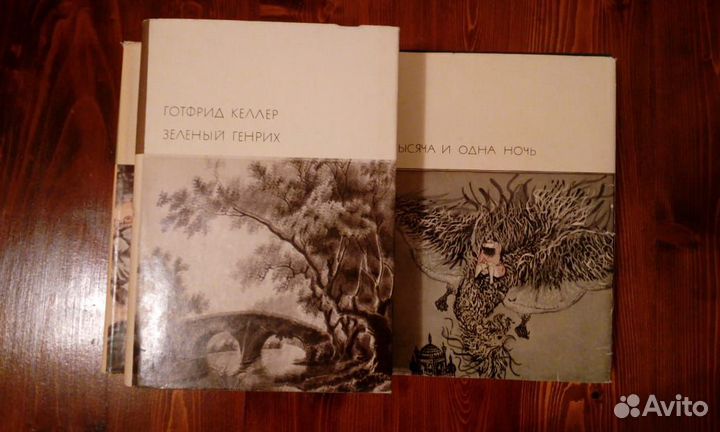 ГОТФРИД КЕЛЛЕР
ЗЕЛЕНЫЙ ГЕНРИХ
ЫСЯЧА И ОДНА НОЧЬ
Avito